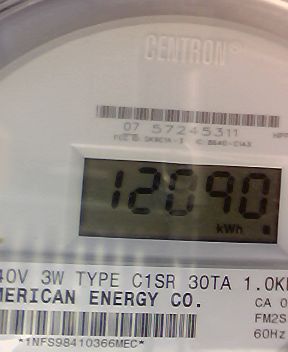 CENTRON®
07 57245311
12090
kWh
40V 3W TYPE C1SR 30TA 1.0K
MERICAN ENERGY CO.
CA 0
FM2S
60Hz
*1NFS98410366MEC*